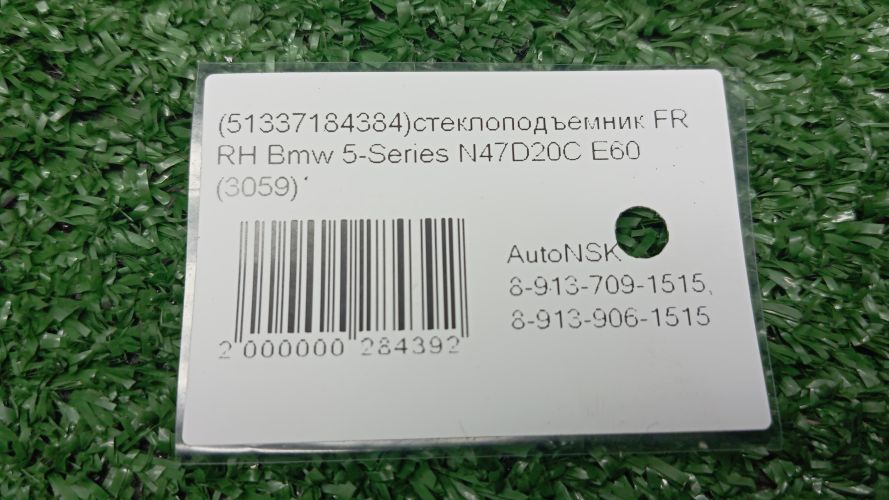 (51337184384)стеклоподъемник FR
RH Bmw 5-Series N47D20C E60
(3059)
AutoNSK
8-913-709-1515,
8-913-906-1515
2 000000 284392